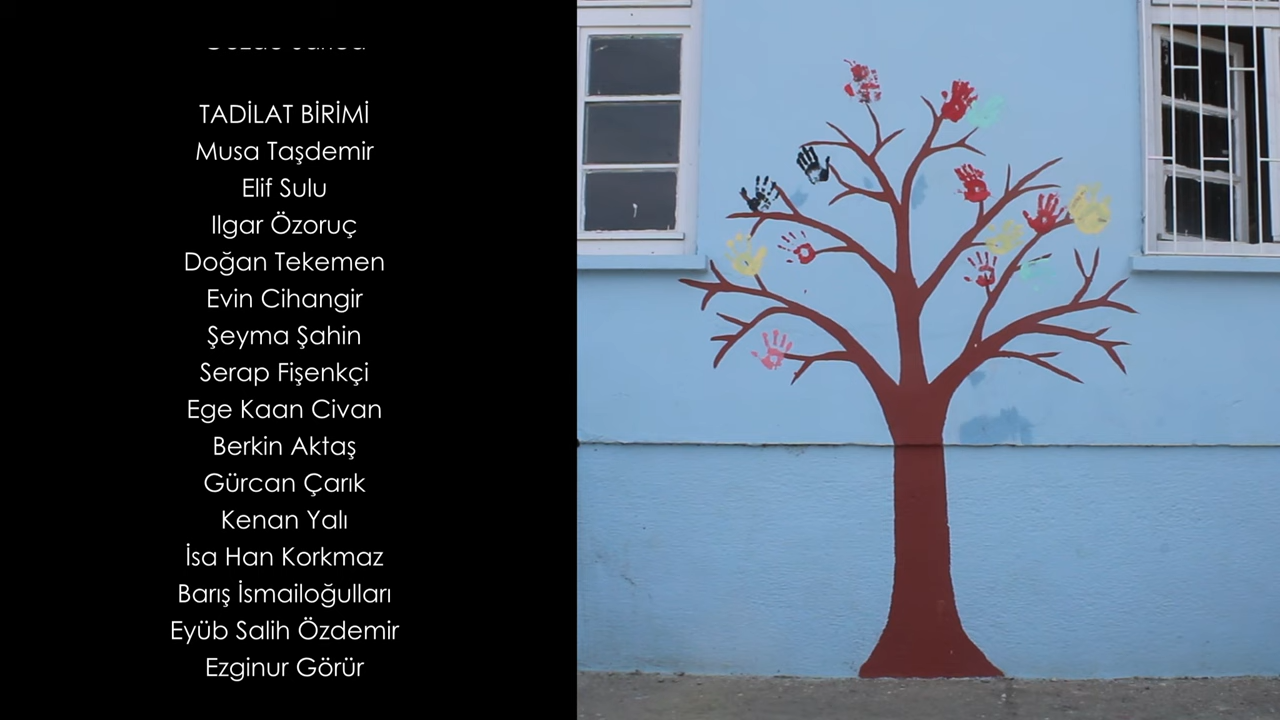 TADİLAT BİRİMİ
Musa Taşdemir
Elif Sulu
Ilgar Özoruç
Doğan Tekemen
Evin Cihangir
Şeyma Şahin
Serap Fişenkçi
Ege Kaan Civan
Berkin Aktaş
Gürcan Çarık
Kenan Yalı
İsa Han Korkmaz
Barış İsmailoğulları
Eyüb Salih Özdemir
Ezginur Görür